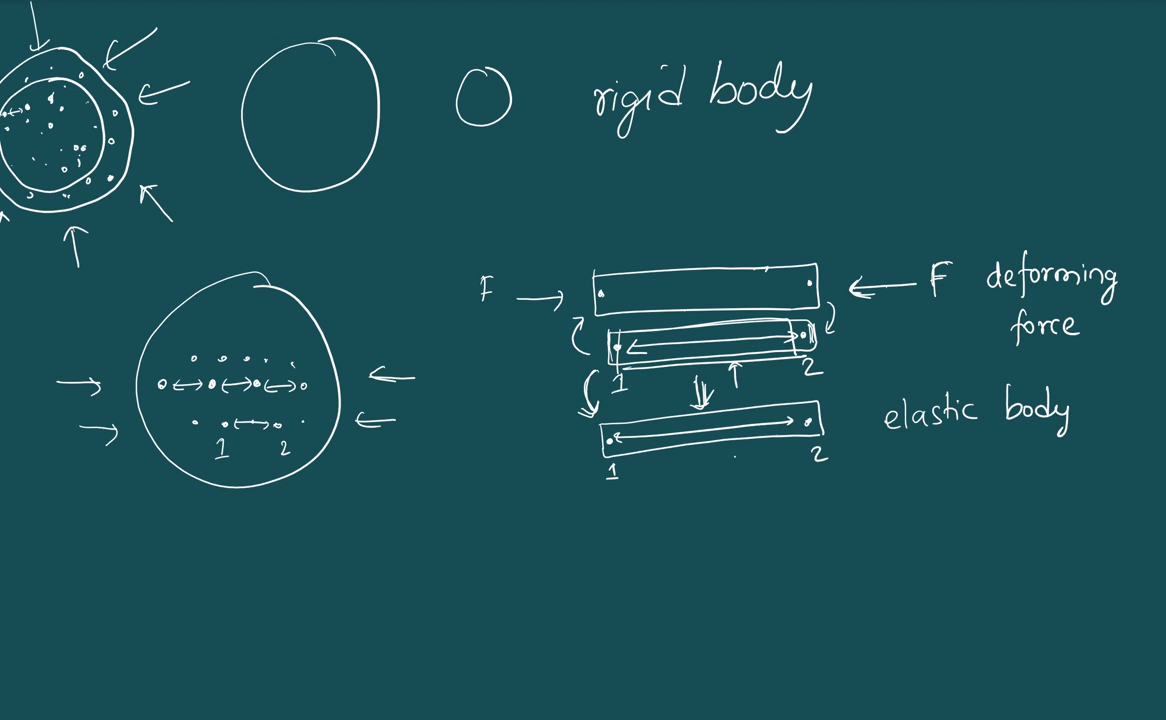 rigid body
F
F deforming
force
1 2
elastic body
1 2
1 2